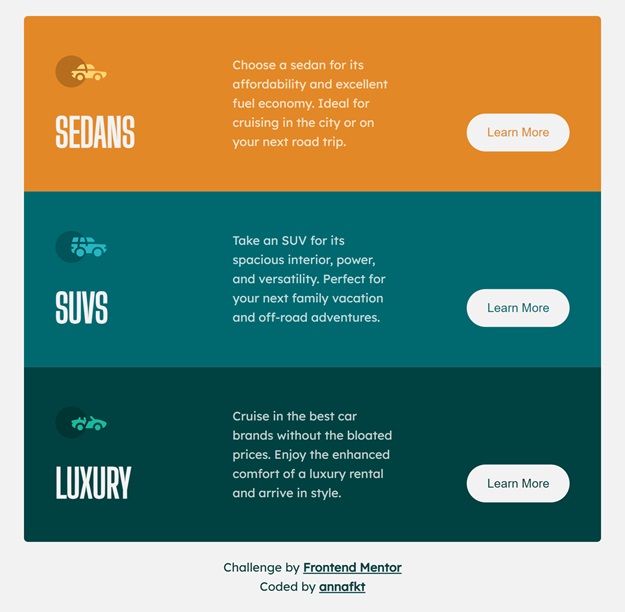 SEDANS
Choose a sedan for its
affordability and excellent
fuel economy. Ideal for
cruising in the city or on
your next road trip.
Learn More
SUVS
Take an SUV for its
spacious interior, power,
and versatility. Perfect for
your next family vacation
and off-road adventures.
Learn More
LUXURY
Cruise in the best car
brands without the bloated
prices. Enjoy the enhanced
comfort of a luxury rental
and arrive in style.
Learn More
Challenge by Frontend Mentor
Coded by annafkt